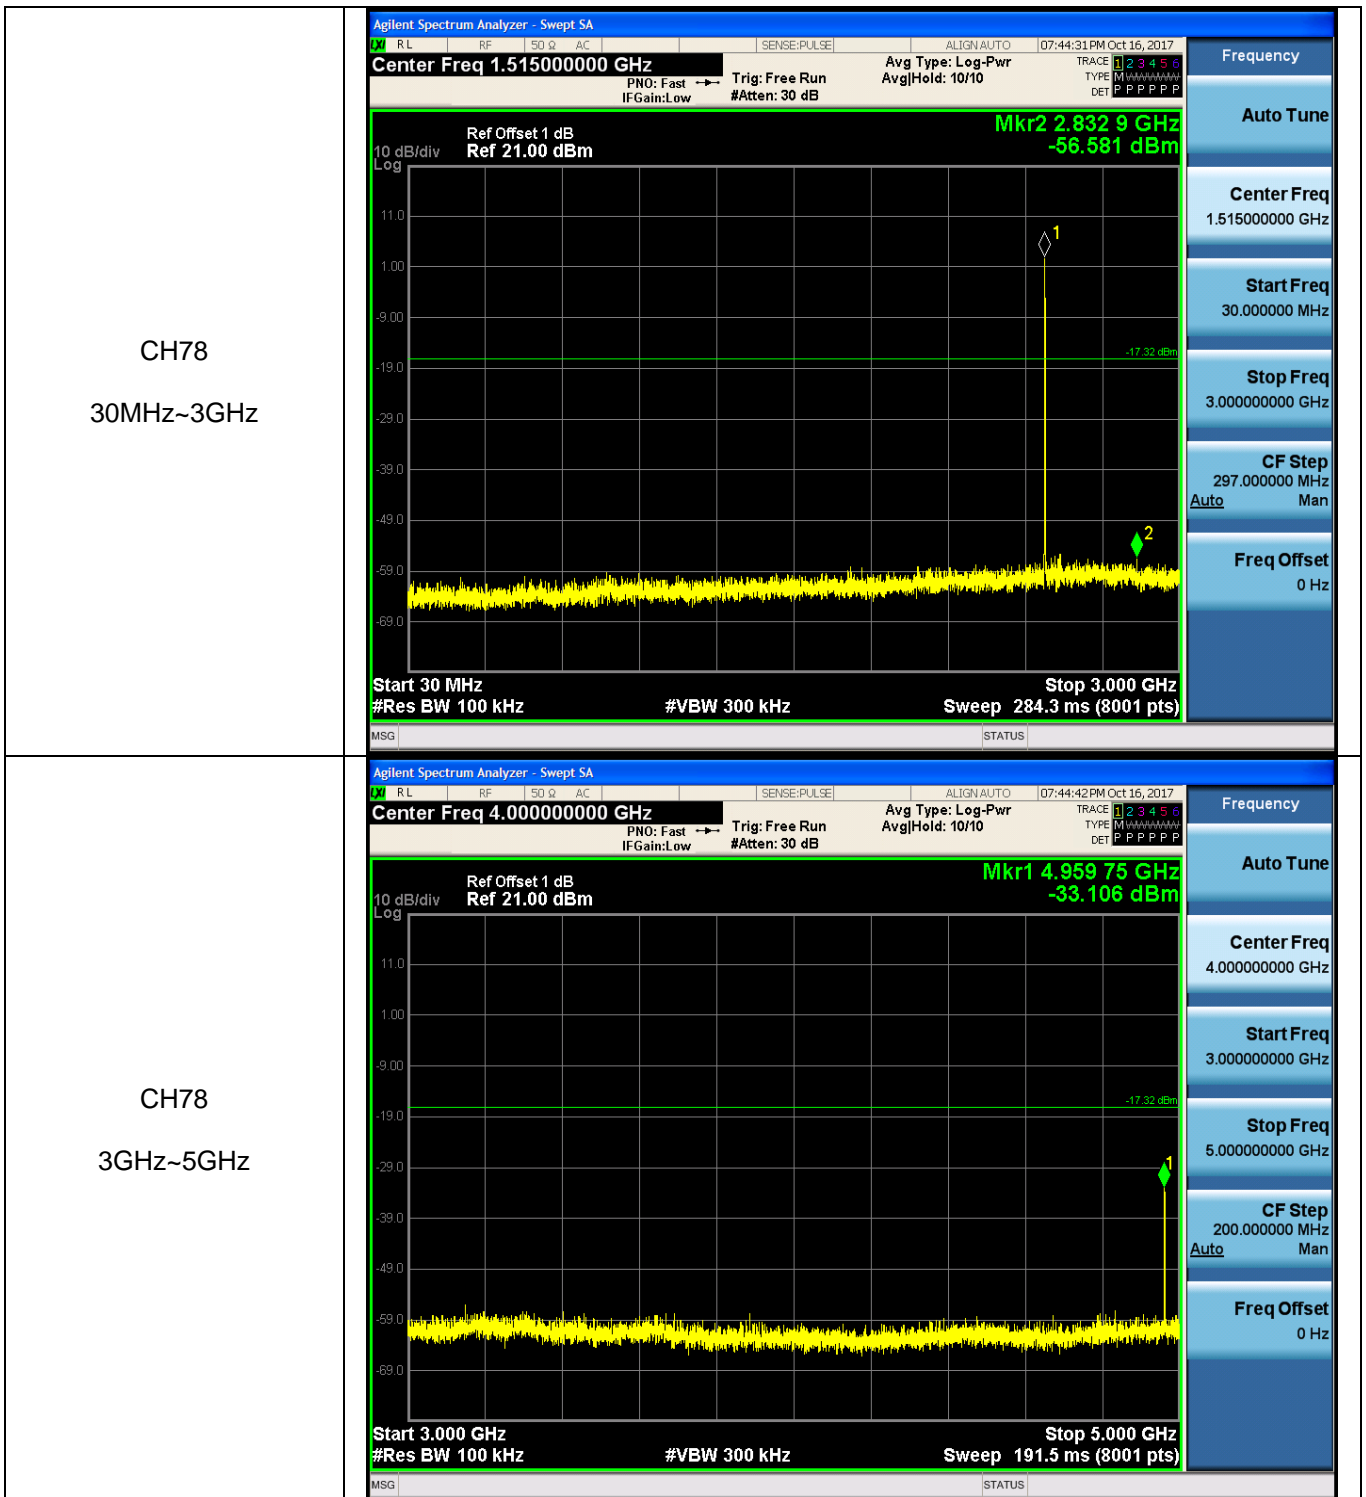 CH78
30MHz~3GHz
Agilent Spectrum Analyzer - Swept SA
LXI RL RF 50 Ω AC SENSE:PULSE ALIGN AUTO 07:44:31 PM Oct 16, 2017
Center Freq 1.515000000 GHz
PNO: Fast
IFGain:Low
Trig: Free Run
#Atten: 30 dB
Avg Type: Log-Pwr
Avg|Hold: 10/10
TRACE 1 2 3 4 5 6
TYPE M WWWWW
DET P P P P P P
Ref Offset 1 dB
Ref 21.00 dBm
10 dB/div
Log
Mkr2 2.832 9 GHz
-56.581 dBm
11.0
1.00
-9.00
-19.0
-29.0
-39.0
-49.0
-59.0
-69.0
1
-17.32 dBm
2
Start 30 MHz
Stop 3.000 GHz
#Res BW 100 kHz #VBW 300 kHz Sweep 284.3 ms (8001 pts)
MSG STATUS
Frequency
Auto Tune
Center Freq
1.515000000 GHz
Start Freq
30.000000 MHz
Stop Freq
3.000000000 GHz
CF Step
297.000000 MHz
Auto Man
Freq Offset
0 Hz
CH78
3GHz~5GHz
Agilent Spectrum Analyzer - Swept SA
LXI RL RF 50 Ω AC SENSE:PULSE ALIGN AUTO 07:44:42 PM Oct 16, 2017
Center Freq 4.000000000 GHz
PNO: Fast
IFGain:Low
Trig: Free Run
#Atten: 30 dB
Avg Type: Log-Pwr
Avg|Hold: 10/10
TRACE 1 2 3 4 5 6
TYPE M WWWWW
DET P P P P P P
Ref Offset 1 dB
Ref 21.00 dBm
10 dB/div
Log
Mkr1 4.959 75 GHz
-33.106 dBm
11.0
1.00
-9.00
-19.0
-29.0
-39.0
-49.0
-59.0
-69.0
-17.32 dBm
1
Start 3.000 GHz
Stop 5.000 GHz
#Res BW 100 kHz #VBW 300 kHz Sweep 191.5 ms (8001 pts)
MSG STATUS
Frequency
Auto Tune
Center Freq
4.000000000 GHz
Start Freq
3.000000000 GHz
Stop Freq
5.000000000 GHz
CF Step
200.000000 MHz
Auto Man
Freq Offset
0 Hz